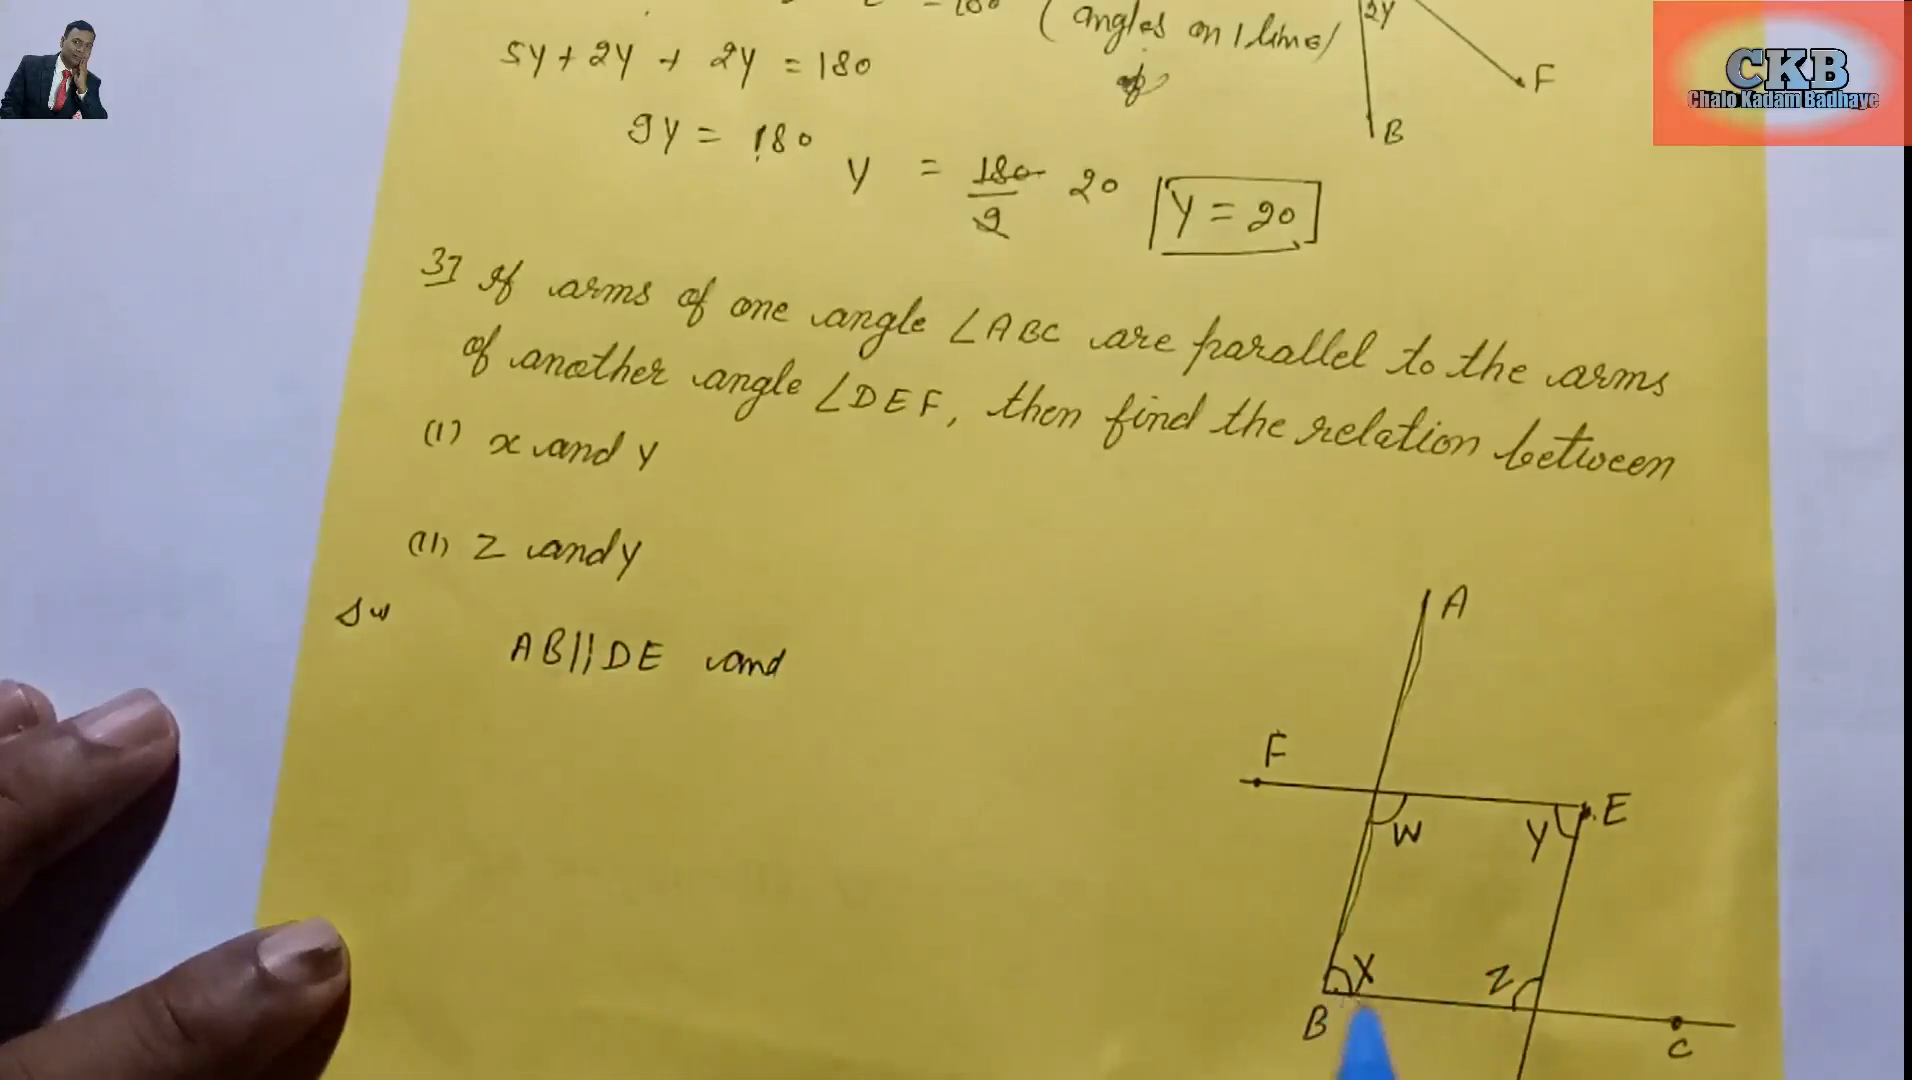 = 180 (angles on 1 line)
5Y + 2Y + 2Y = 180
9Y = 180
Y = 180/9 20 Y = 20
2Y
F
B
CKB
Chalo Kadam Badhaye
3] If arms of one angle ∠ABC are parallel to the arms
of another angle ∠DEF, then find the relation between
(1) x and y
(11) Z and y
AB||DE and
A
F
E
W
Y
X
Z
B
C